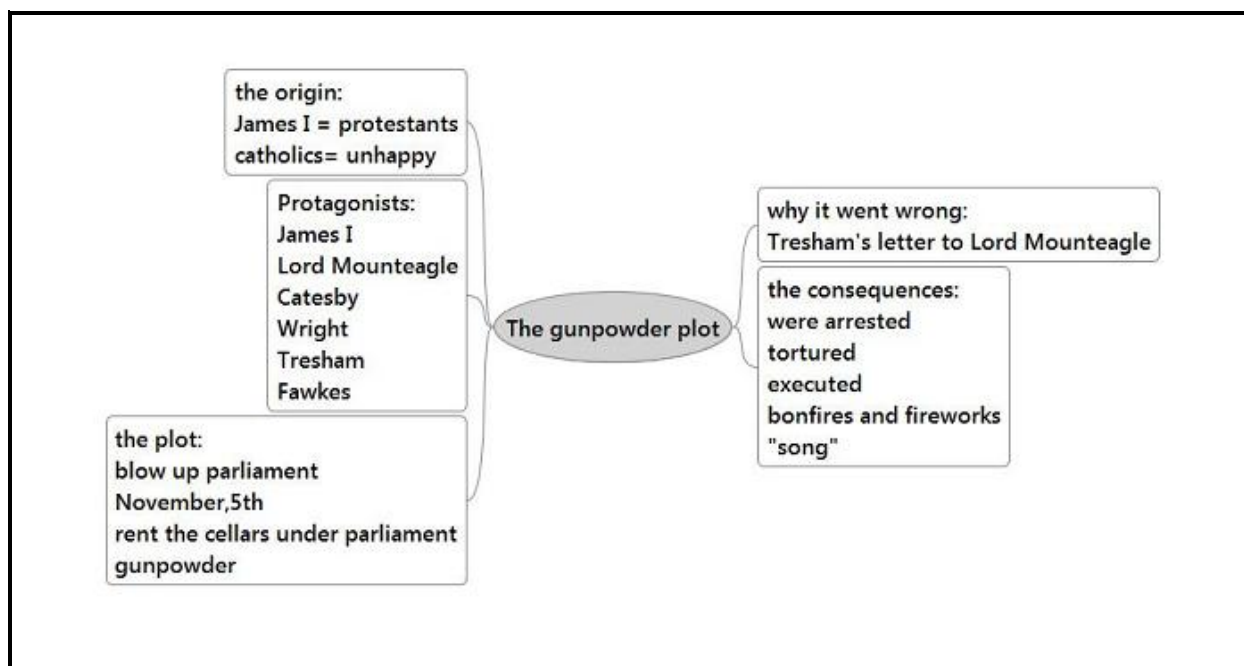 the origin:
James I = protestants
catholics= unhappy
Protagonists:
James I
Lord Mounteagle
Catesby
Wright
Tresham
Fawkes
the plot:
blow up parliament
November,5th
rent the cellars under parliament
gunpowder
The gunpowder plot
why it went wrong:
Tresham's letter to Lord Mounteagle
the consequences:
were arrested
tortured
executed
bonfires and fireworks
"song"